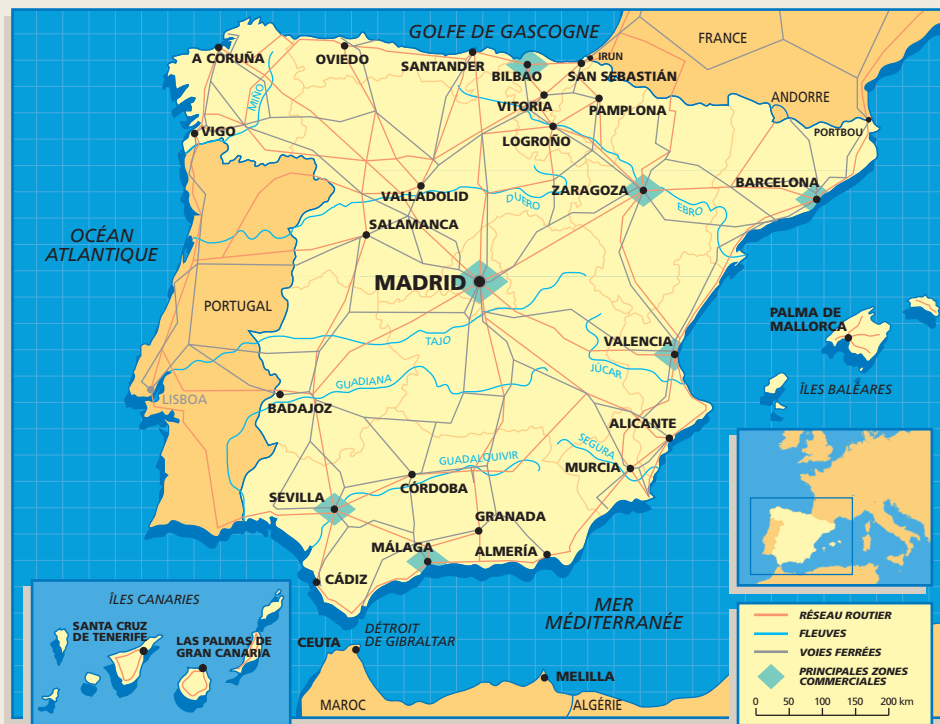 GOLFE DE GASCOGNE
FRANCE
A CORUÑA
OVIEDO
SANTANDER
BILBAO
IRUN
SAN SEBASTIÁN
MIÑO
VITORIA
PAMPLONA
ANDORRE
PORTBOU
VIGO
LOGROÑO
VALLADOLID
DUERO
ZARAGOZA
EBRO
BARCELONA
SALAMANCA
OCÉAN
ATLANTIQUE
MADRID
PORTUGAL
TAJO
VALENCIA
PALMA DE
MALLORCA
JÚCAR
ÎLES BALÉARES
LISBOA
GUADIANA
BADAJOZ
ALICANTE
SEGURA
MURCIA
GUADALQUIVIR
CÓRDOBA
SEVILLA
GRANADA
MÁLAGA
ALMERÍA
CÁDIZ
MER
MÉDITERRANÉE
DÉTROIT
DE GIBRALTAR
CEUTA
MELILLA
MAROC
ALGÉRIE
ÎLES CANARIES
SANTA CRUZ
DE TENERIFE
LAS PALMAS DE
GRAN CANARIA
RÉSEAU ROUTIER
FLEUVES
VOIES FERRÉES
PRINCIPALES ZONES
COMMERCIALES
0 50 100 150 200 km